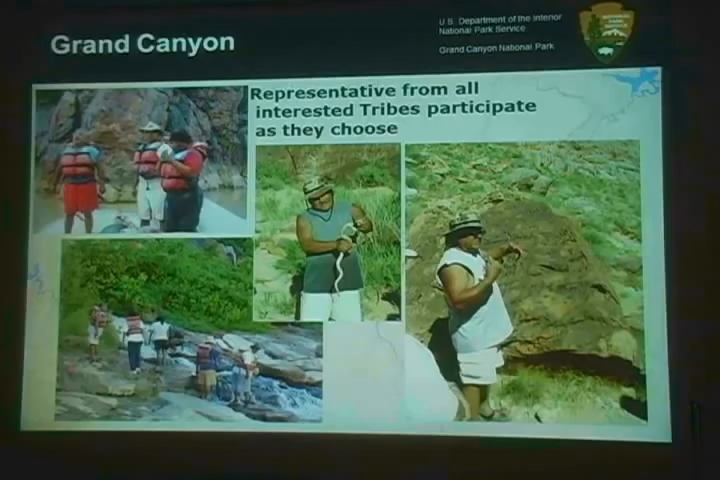 Grand Canyon
U.S. Department of the Interior
National Park Service
Grand Canyon National Park
Representative from all
interested Tribes participate
as they choose